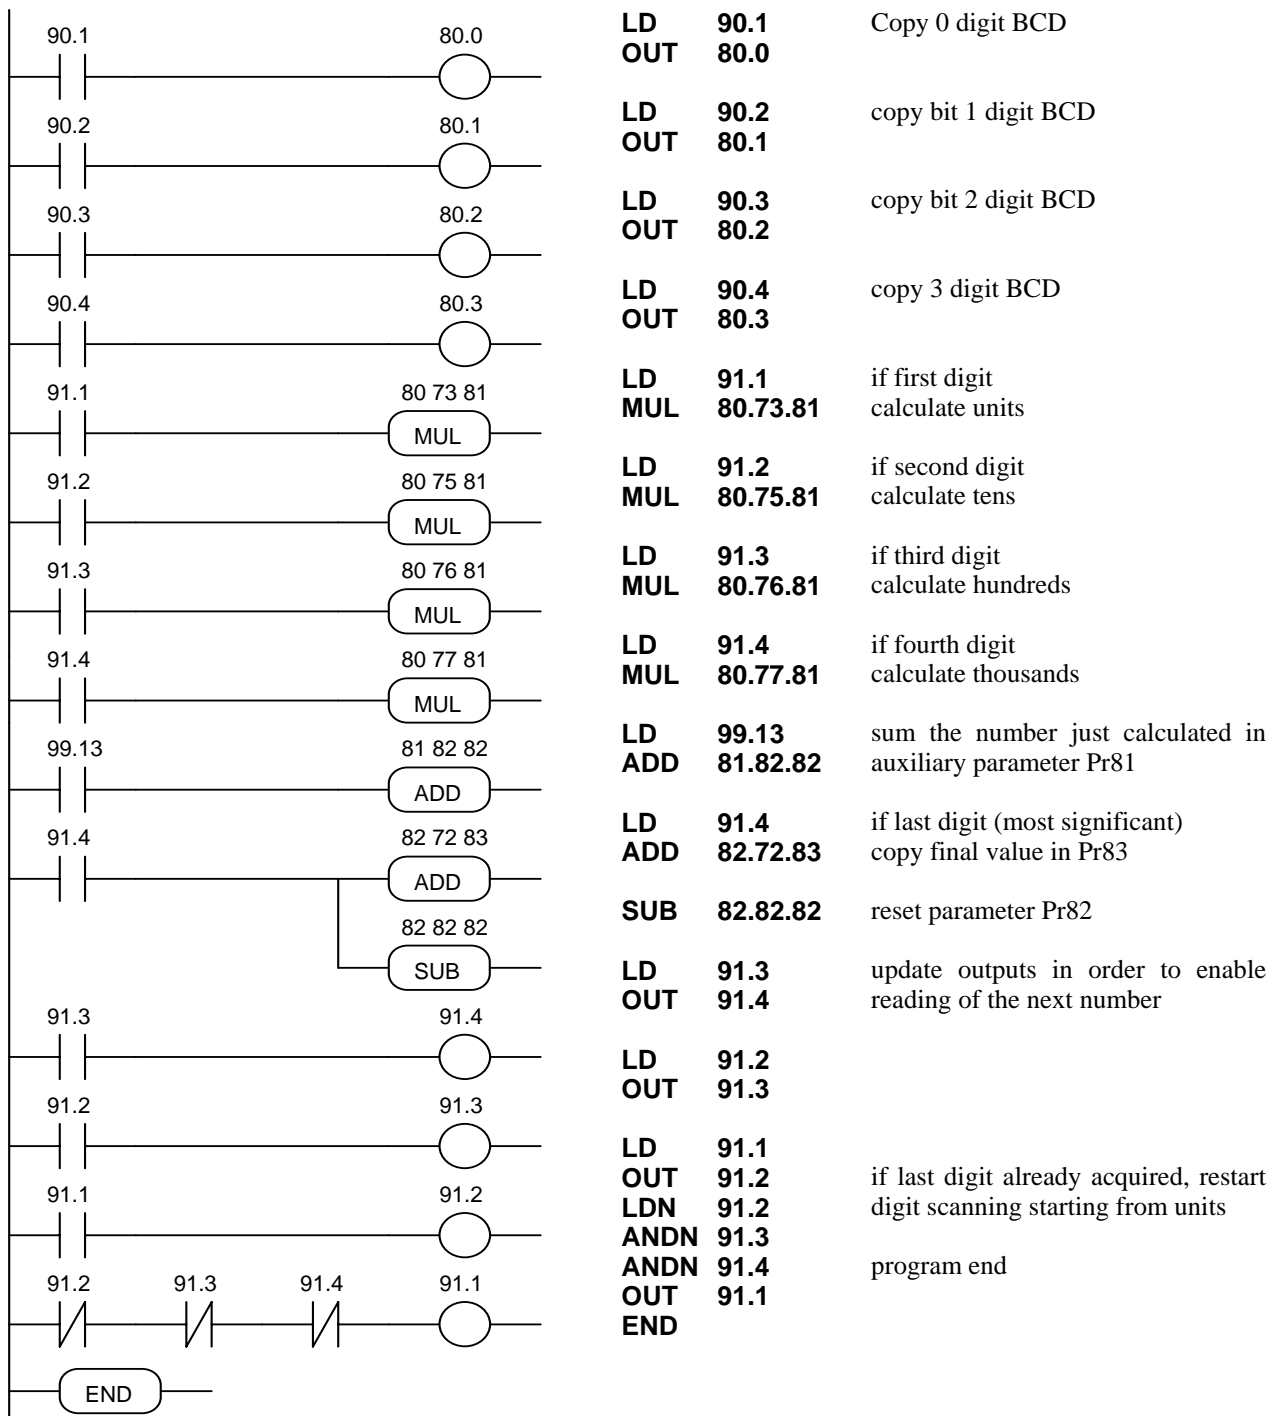 90.1 80.0
90.2 80.1
90.3 80.2
90.4 80.3
91.1 80 73 81
MUL
91.2 80 75 81
MUL
91.3 80 76 81
MUL
91.4 80 77 81
MUL
99.13 81 82 82
ADD
91.4 82 72 83
ADD
82 82 82
SUB
91.3 91.4
91.2 91.3
91.1 91.2
91.2 91.3 91.4 91.1
END
LD 90.1 Copy 0 digit BCD
OUT 80.0
LD 90.2 copy bit 1 digit BCD
OUT 80.1
LD 90.3 copy bit 2 digit BCD
OUT 80.2
LD 90.4 copy 3 digit BCD
OUT 80.3
LD 91.1 if first digit
MUL 80.73.81 calculate units
LD 91.2 if second digit
MUL 80.75.81 calculate tens
LD 91.3 if third digit
MUL 80.76.81 calculate hundreds
LD 91.4 if fourth digit
MUL 80.77.81 calculate thousands
LD 99.13 sum the number just calculated in
ADD 81.82.82 auxiliary parameter Pr81
LD 91.4 if last digit (most significant)
ADD 82.72.83 copy final value in Pr83
SUB 82.82.82 reset parameter Pr82
LD 91.3 update outputs in order to enable
OUT 91.4 reading of the next number
LD 91.2
OUT 91.3
LD 91.1
OUT 91.2 if last digit already acquired, restart
LDN 91.2 digit scanning starting from units
ANDN 91.3
ANDN 91.4 program end
OUT 91.1
END